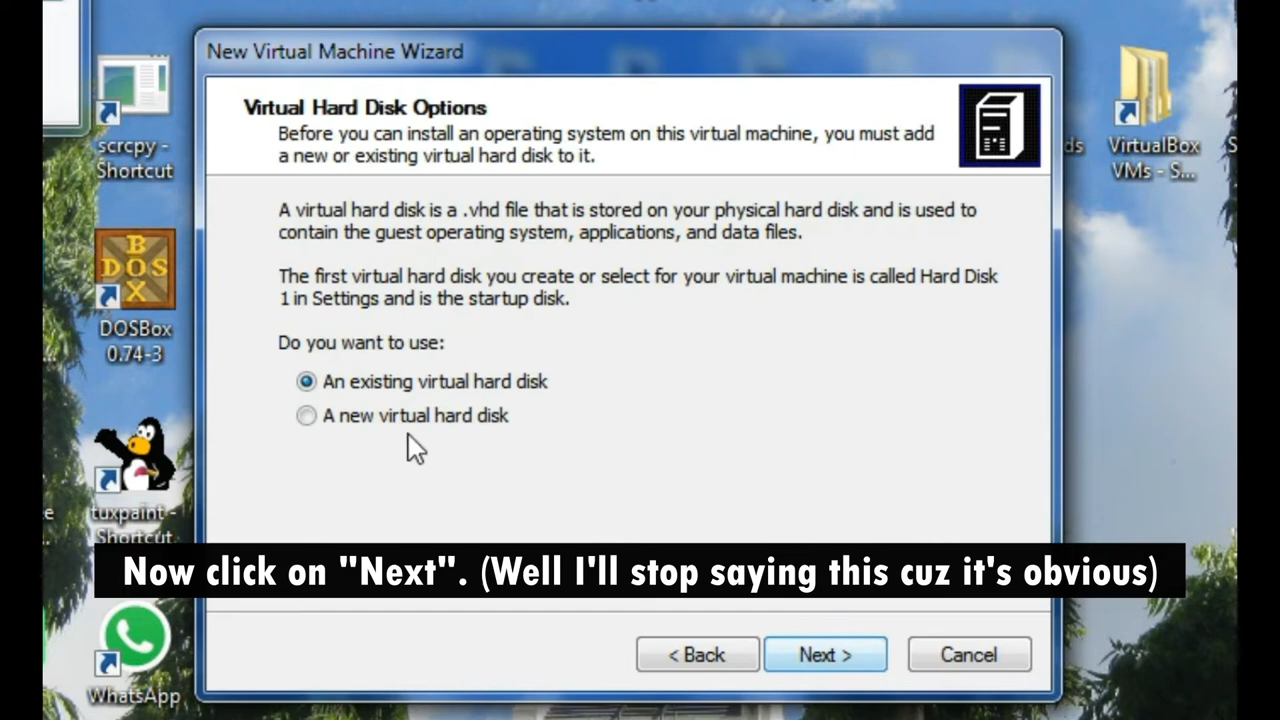 New Virtual Machine Wizard
Virtual Hard Disk Options
Before you can install an operating system on this virtual machine, you must add
a new or existing virtual hard disk to it.
A virtual hard disk is a .vhd file that is stored on your physical hard disk and is used to
contain the guest operating system, applications, and data files.
The first virtual hard disk you create or select for your virtual machine is called Hard Disk
1 in Settings and is the startup disk.
Do you want to use:
An existing virtual hard disk
A new virtual hard disk
Now click on "Next". (Well I'll stop saying this cuz it's obvious)
< Back
Next >
Cancel
scrcpy -
Shortcut
BOX
DOS
DOSBox
0.74-3
tuxpaint -
Shortcut
WhatsApp
VirtualBox
VMs - S...
ds
S
e